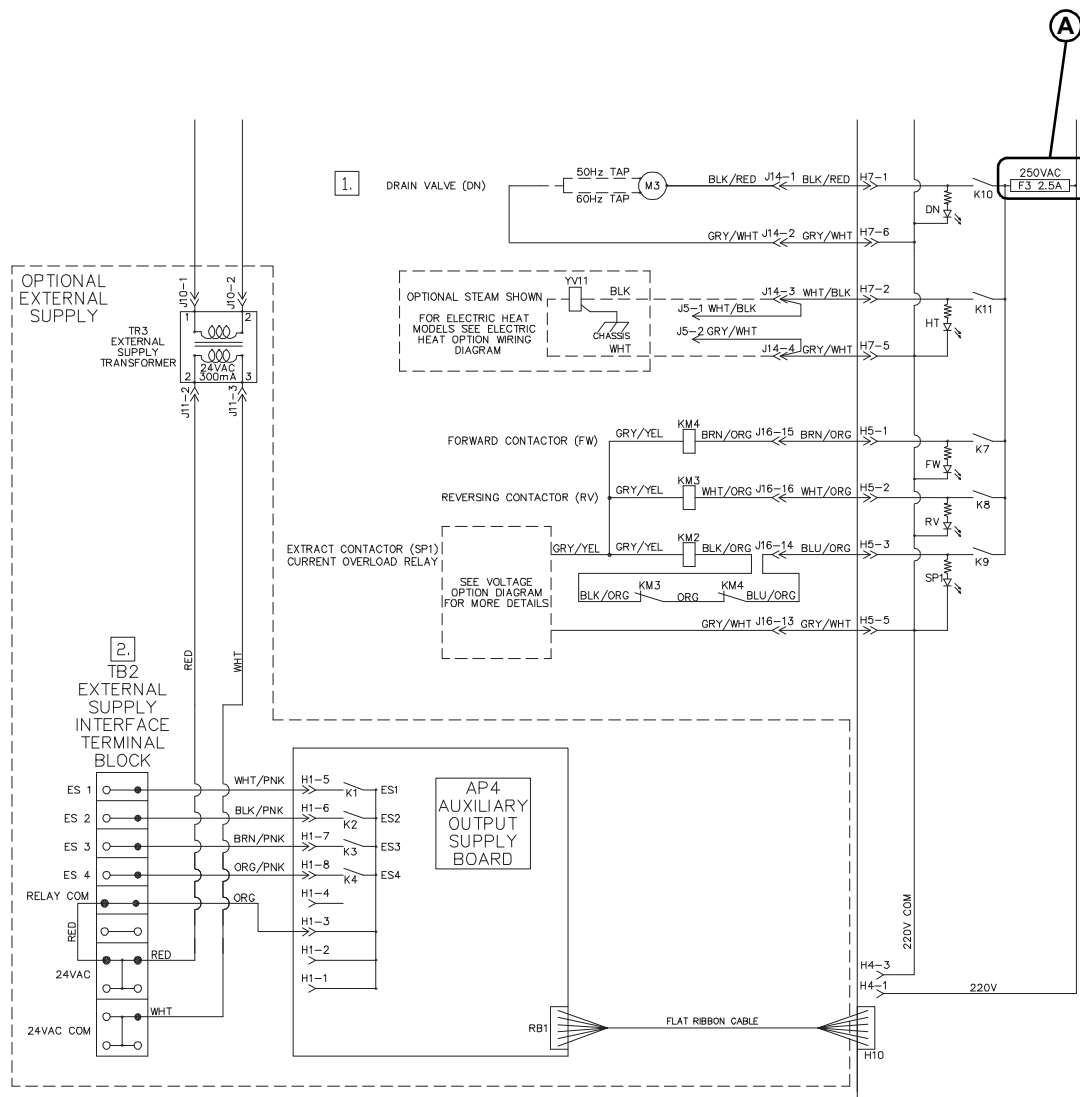 A
250VAC
F3 2.5A
1.
DRAIN VALVE (DN)
50Hz TAP
60Hz TAP
M3
BLK/RED J14-1 BLK/RED H7-1
K10
DN
GRY/WHT J14-2 GRY/WHT H7-6
OPTIONAL
EXTERNAL
SUPPLY
J10-1
J10-2
1 2
TR3
EXTERNAL
SUPPLY
TRANSFORMER
24VAC
300mA
2 3
J11-2
J11-3
OPTIONAL STEAM SHOWN
FOR ELECTRIC HEAT
MODELS SEE ELECTRIC
HEAT OPTION WIRING
DIAGRAM
YV11
BLK
CHASSIS
WHT
J14-3 WHT/BLK H7-2
J5-1 WHT/BLK
J5-2 GRY/WHT
J14-4 GRY/WHT H7-5
K11
HT
FORWARD CONTACTOR (FW)
GRY/YEL KM4 BRN/ORG J16-15 BRN/ORG H5-1
K7
FW
REVERSING CONTACTOR (RV)
GRY/YEL KM3 WHT/ORG J16-16 WHT/ORG H5-2
K8
RV
EXTRACT CONTACTOR (SP1)
CURRENT OVERLOAD RELAY
GRY/YEL GRY/YEL KM2 BLK/ORG J16-14 BLU/ORG H5-3
K9
SP1
SEE VOLTAGE
OPTION DIAGRAM
FOR MORE DETAILS
BLK/ORG KM3 ORG KM4 BLU/ORG
GRY/WHT J16-13 GRY/WHT H5-5
RED
WHT
2.
TB2
EXTERNAL
SUPPLY
INTERFACE
TERMINAL
BLOCK
ES 1 WHT/PNK H1-5 K1 ES1
ES 2 BLK/PNK H1-6 K2 ES2
ES 3 BRN/PNK H1-7 K3 ES3
ES 4 ORG/PNK H1-8 K4 ES4
RELAY COM ORG H1-4
RED
H1-3
H1-2
24VAC RED
H1-1
24VAC COM WHT
AP4
AUXILIARY
OUTPUT
SUPPLY
BOARD
RB1
FLAT RIBBON CABLE
H10
220V COM
H4-3
H4-1
220V